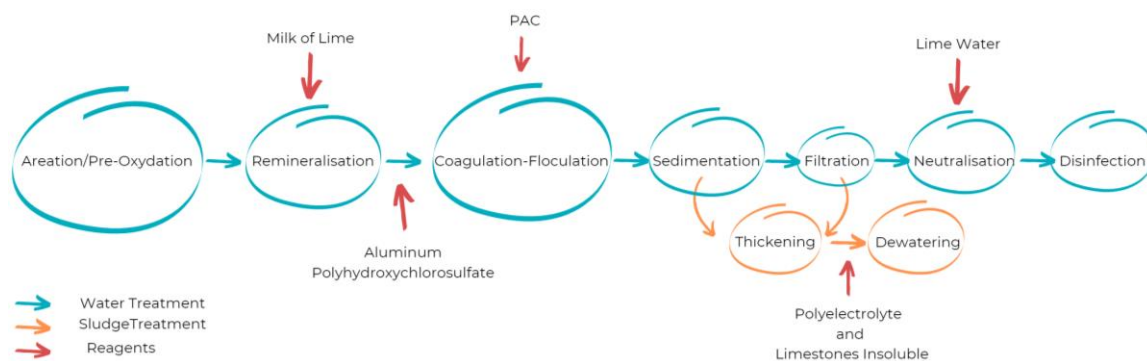 PAC
Milk of Lime
Lime Water
Areation/Pre-Oxydation
Remineralisation
Coagulation-Floculation
Sedimentation
Filtration
Neutralisation
Disinfection
Thickening
Dewatering
Aluminum
Polyhydroxychlorosulfate
Water Treatment
SludgeTreatment
Reagents
Polyelectrolyte
and
Limestones Insoluble